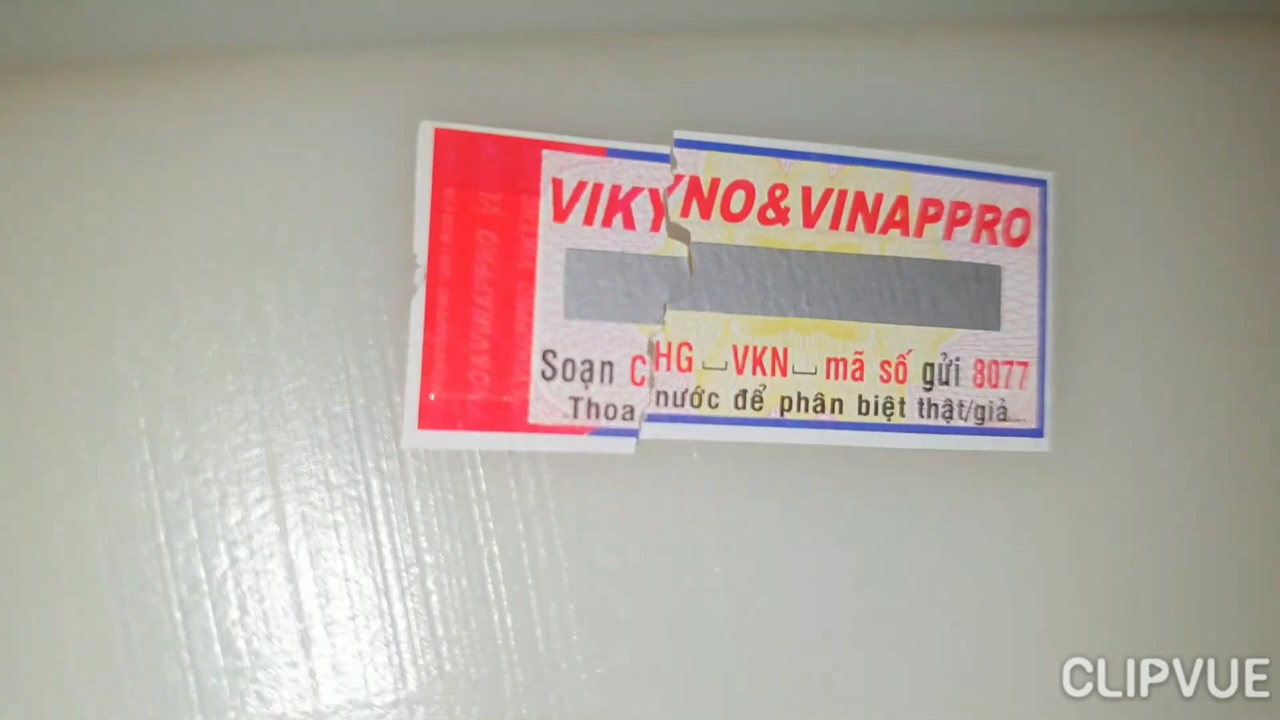 VIKYNO&VINAPPRO
Soạn CHG⎵VKN⎵mã số gửi 8077
Thoa nước để phân biệt thật/giả
CLIPVUE